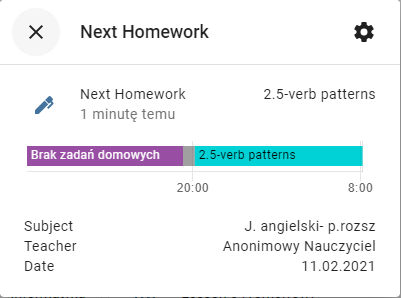 Next Homework
Next Homework 2.5-verb patterns
1 minutę temu
Brak zadań domowych 2.5-verb patterns
20:00 8:00
Subject J. angielski- p.rozsz
Teacher Anonimowy Nauczyciel
Date 11.02.2021